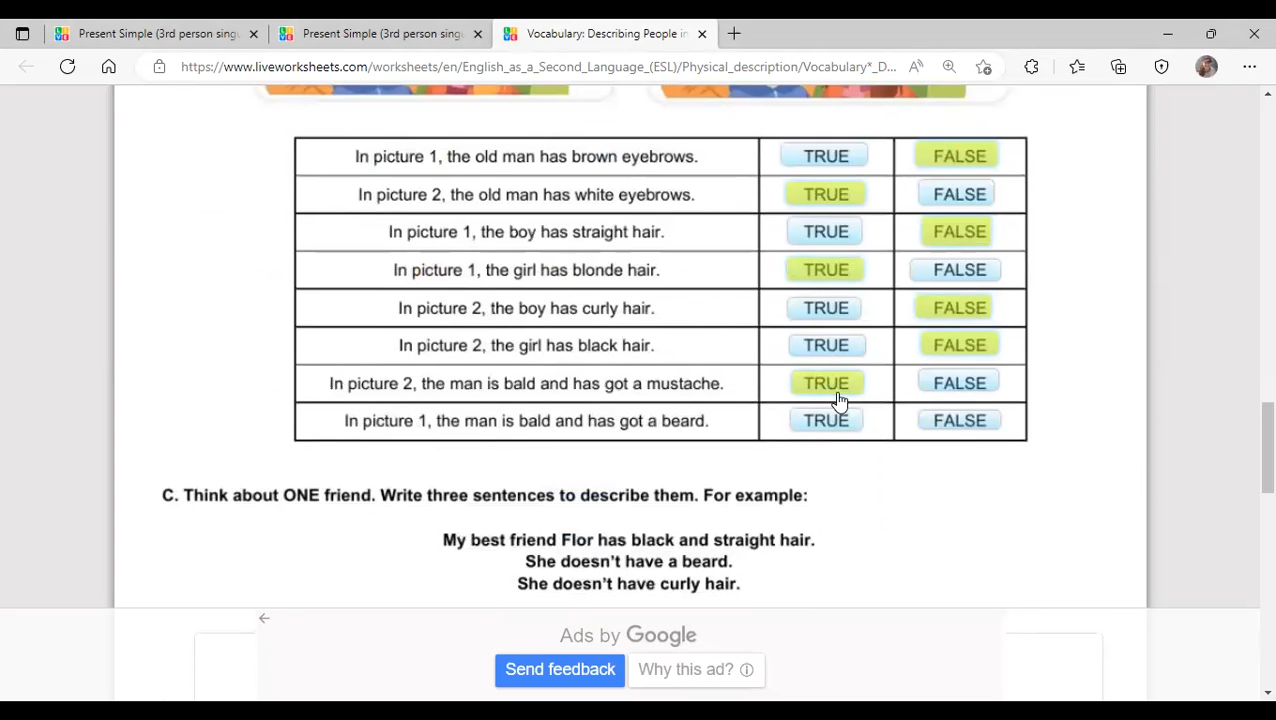 Present Simple (3rd person singu
Present Simple (3rd person singu
Vocabulary: Describing People in
https://www.liveworksheets.com/worksheets/en/English_as_a_Second_Language_(ESL)/Physical_description/Vocabulary*_D...
In picture 1, the old man has brown eyebrows. TRUE FALSE
In picture 2, the old man has white eyebrows. TRUE FALSE
In picture 1, the boy has straight hair. TRUE FALSE
In picture 1, the girl has blonde hair. TRUE FALSE
In picture 2, the boy has curly hair. TRUE FALSE
In picture 2, the girl has black hair. TRUE FALSE
In picture 2, the man is bald and has got a mustache. TRUE FALSE
In picture 1, the man is bald and has got a beard. TRUE FALSE
C. Think about ONE friend. Write three sentences to describe them. For example:
My best friend Flor has black and straight hair.
She doesn't have a beard.
She doesn't have curly hair.
Ads by Google
Send feedback Why this ad?